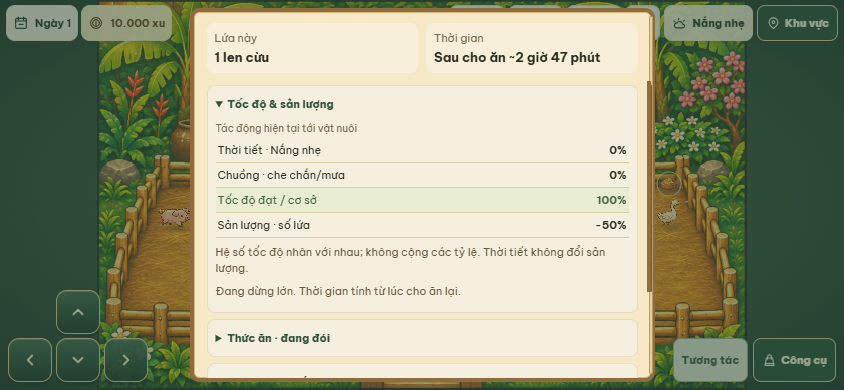 Ngày 1
10.000 xu
Nắng nhẹ
Khu vực
Lứa này
1 len cừu
Thời gian
Sau cho ăn ~2 giờ 47 phút
▼ Tốc độ & sản lượng
Tác động hiện tại tới vật nuôi
Thời tiết · Nắng nhẹ 0%
Chuồng · che chắn/mưa 0%
Tốc độ đạt / cơ sở 100%
Sản lượng · số lứa -50%
Hệ số tốc độ nhân với nhau; không cộng các tỷ lệ. Thời tiết không đổi sản
lượng.
Đang dừng lớn. Thời gian tính từ lúc cho ăn lại.
▶ Thức ăn · đang đói
Tương tác
Công cụ